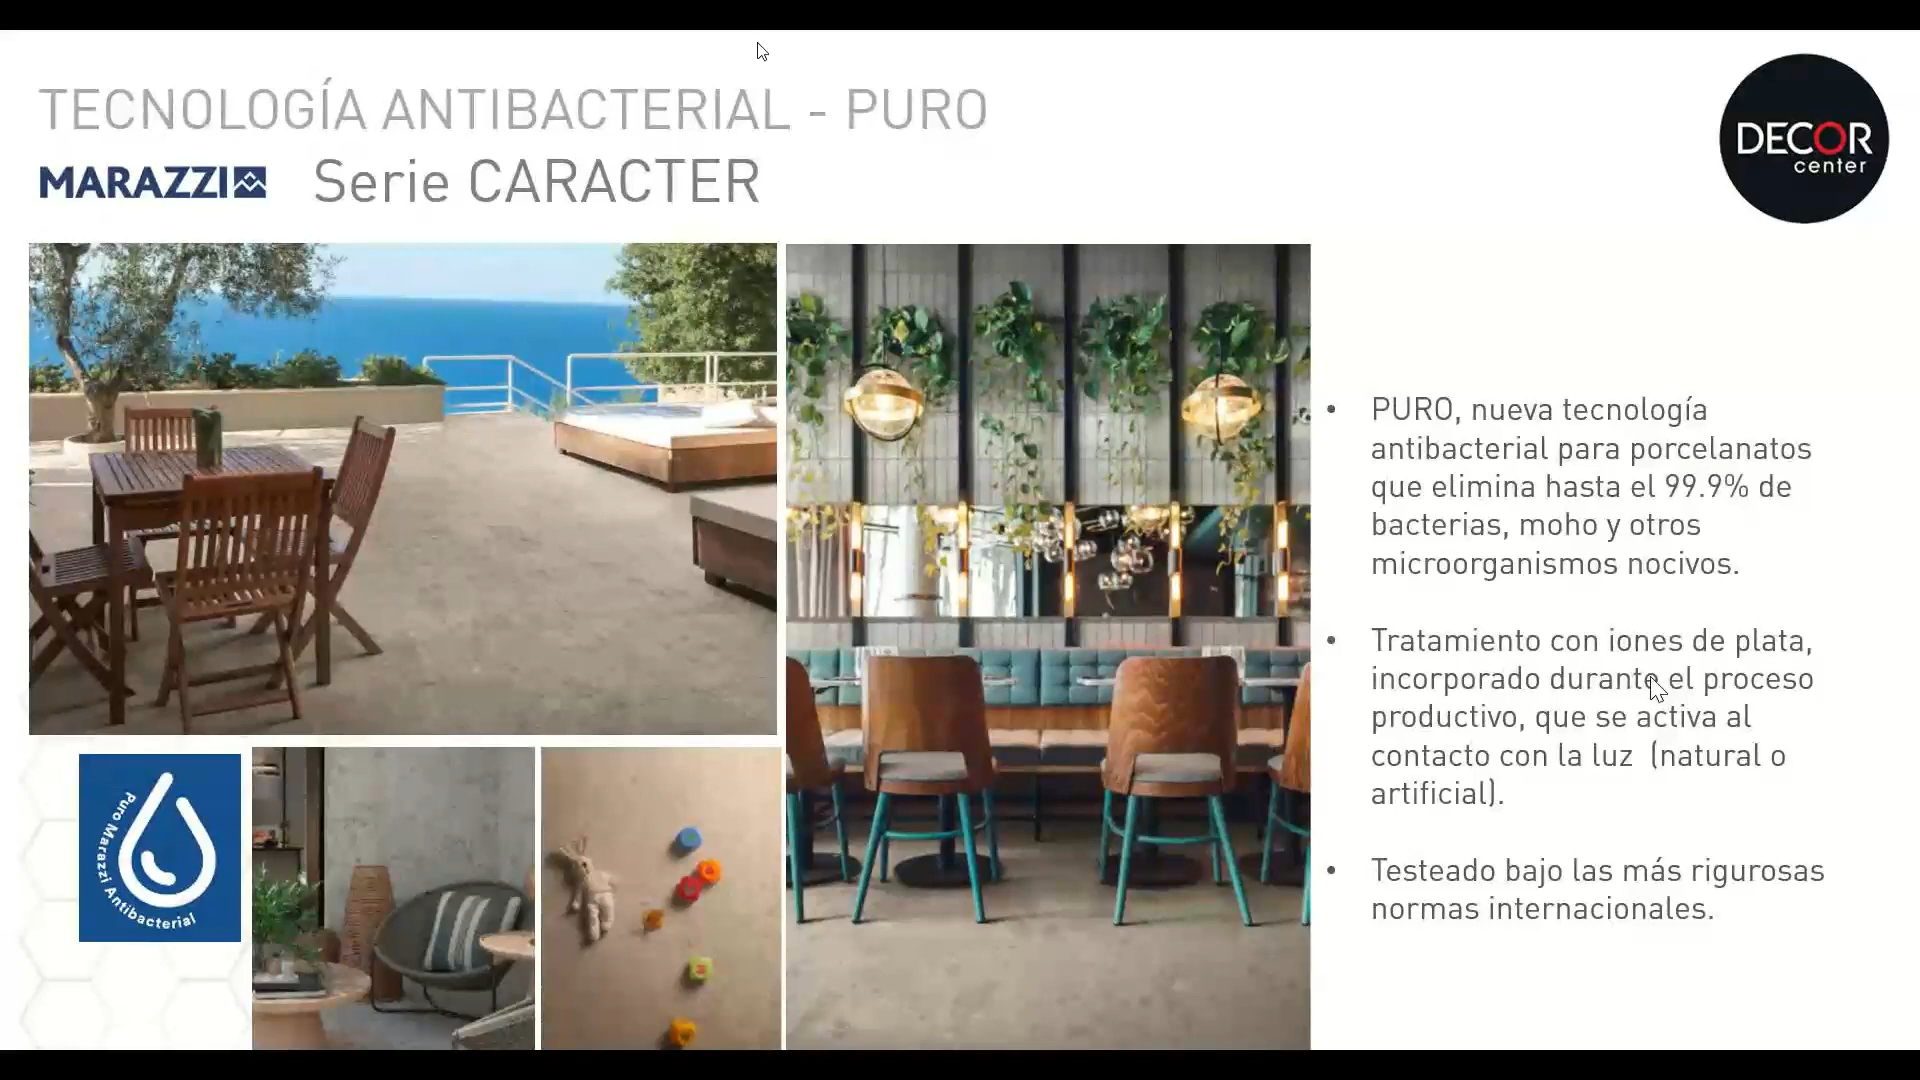 TECNOLOGÍA ANTIBACTERIAL - PURO
MARAZZI Serie CARACTER
DECOR
center
PURO, nueva tecnología
antibacterial para porcelanatos
que elimina hasta el 99.9% de
bacterias, moho y otros
microorganismos nocivos.
Tratamiento con iones de plata,
incorporado durante el proceso
productivo, que se activa al
contacto con la luz (natural o
artificial).
Testeado bajo las más rigurosas
normas internacionales.
Puro Marazzi Antibacterial